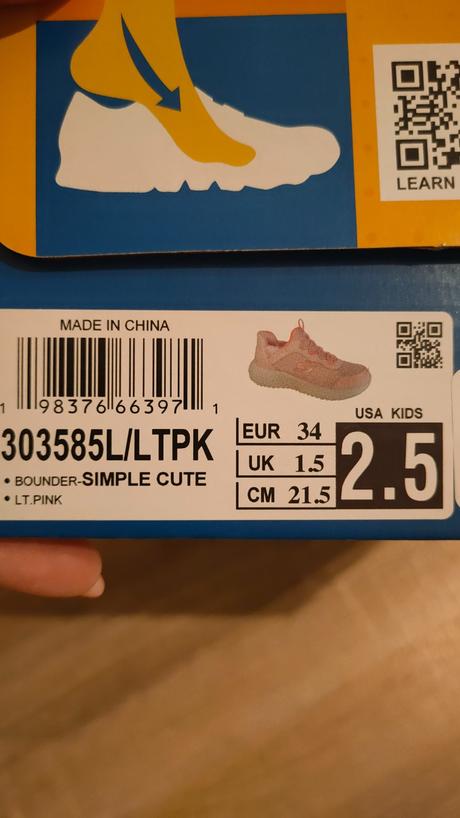 LEARN
MADE IN CHINA
1 98376 66397 1
303585L/LTPK
• BOUNDER-SIMPLE CUTE
• LT.PINK
EUR 34
UK 1.5
CM 21.5
USA KIDS
2.5